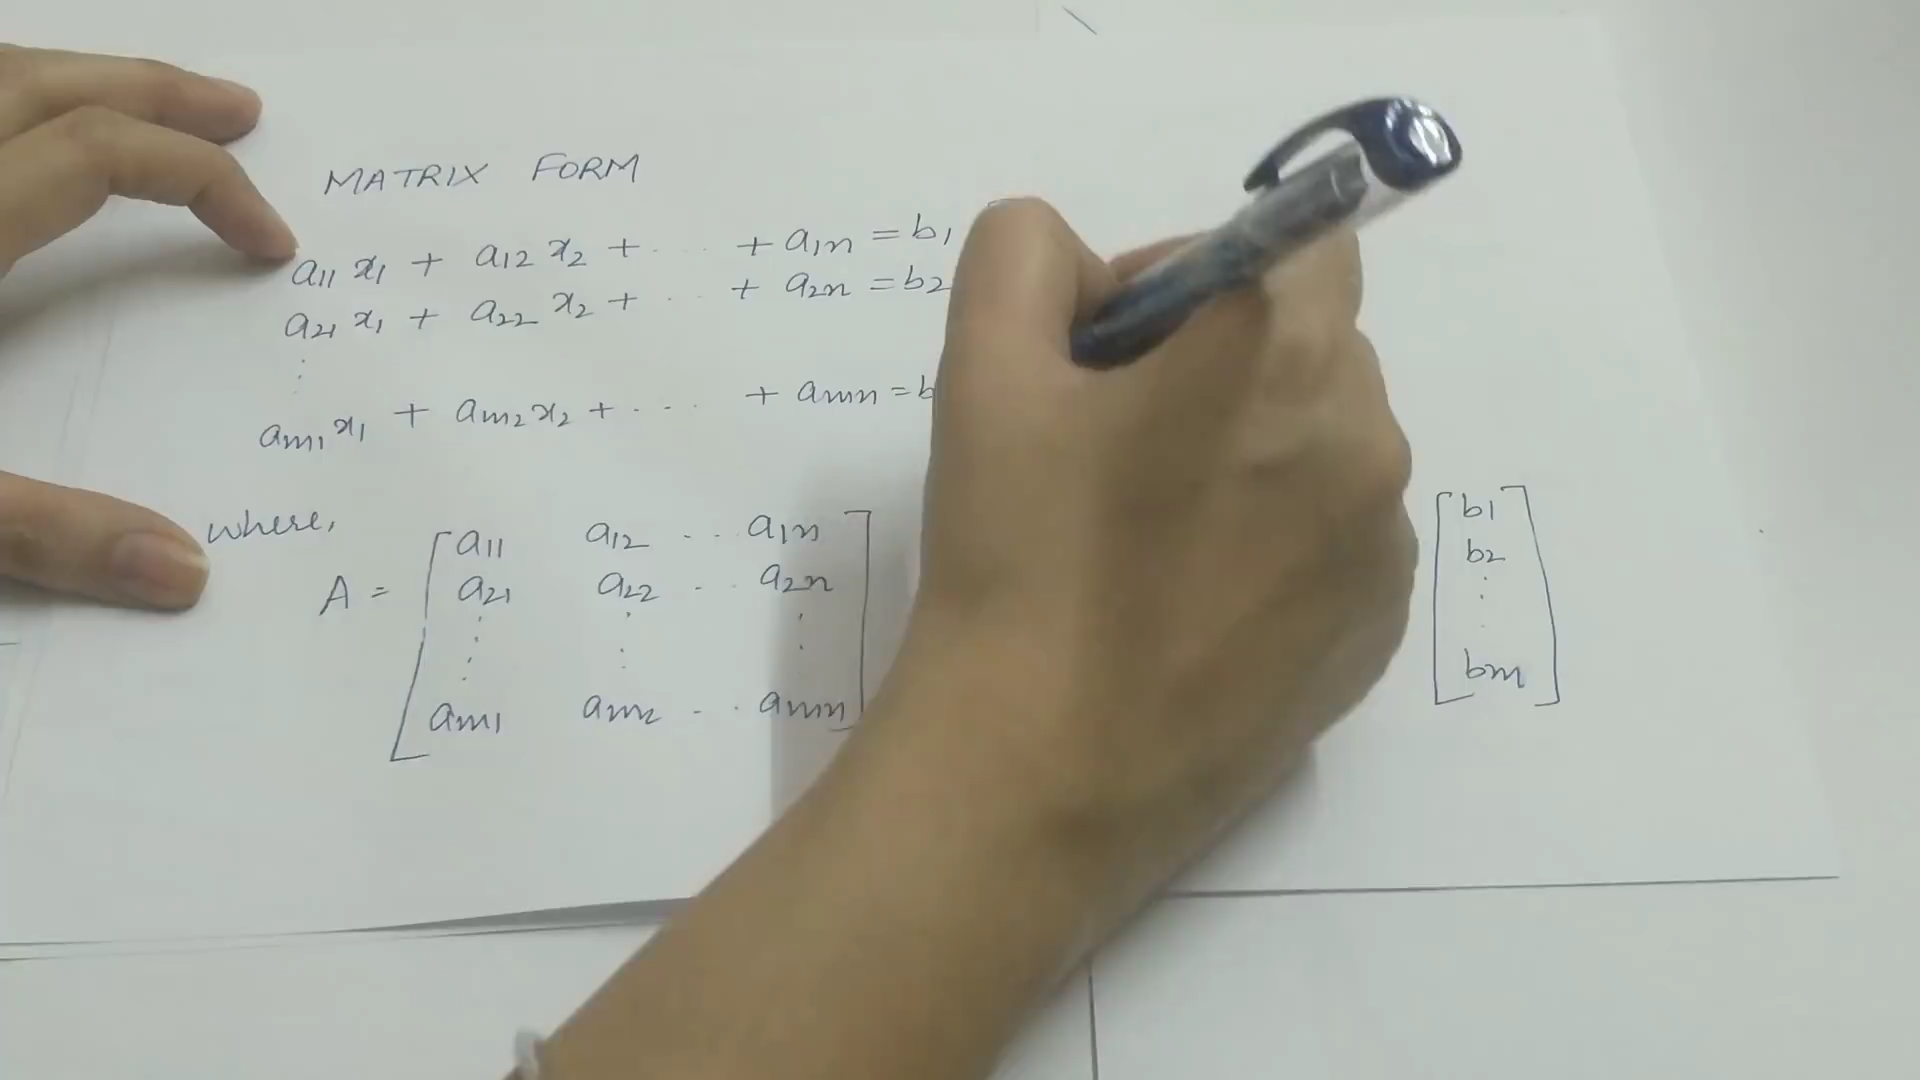 MATRIX FORM
a11 x1 + a12 x2 + ... + a1n = b1
a21 x1 + a22 x2 + ... + a2n = b2
⋮
am1 x1 + am2 x2 + ... + amn = b
where,
A = [ a11 a12 .. a1n ] [ b1 ]
a21 a22 .. a2n b2
⋮ ⋮ ⋮ ⋮
am1 am2 .. amn bm